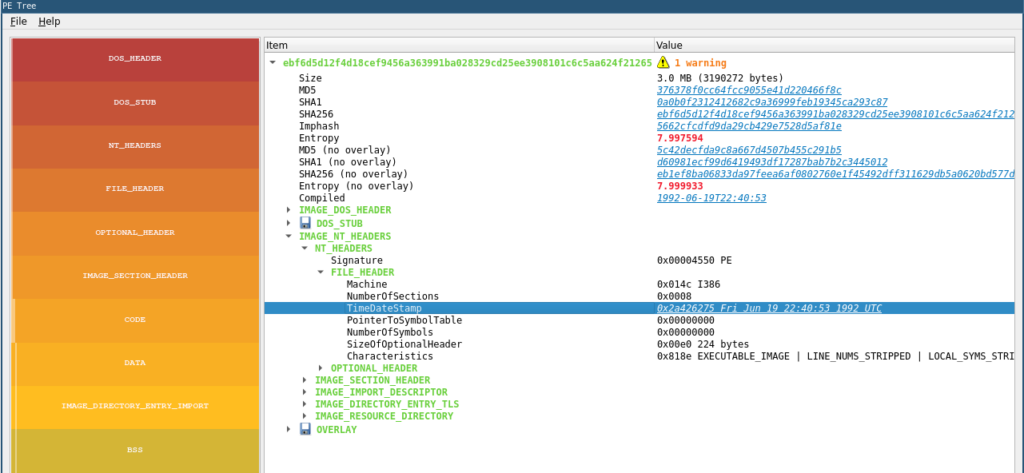 PE Tree
File Help
DOS_HEADER
DOS_STUB
NT_HEADERS
FILE_HEADER
OPTIONAL_HEADER
IMAGE_SECTION_HEADER
CODE
DATA
IMAGE_DIRECTORY_ENTRY_IMPORT
BSS
Item Value
ebf6d5d12f4d18cef9456a363991ba028329cd25ee3908101c6c5aa624f21265 1 warning
Size 3.0 MB (3190272 bytes)
MD5 376378f0cc64fcc9055e41d220466f8c
SHA1 0a0b0f2312412682c9a36999feb19345ca293c87
SHA256 ebf6d5d12f4d18cef9456a363991ba028329cd25ee3908101c6c5aa624f212
Imphash 5662cfcdfd9da29cb429e7528d5af81e
Entropy 7.997594
MD5 (no overlay) 5c42decfda9c8a667d4507b455c291b5
SHA1 (no overlay) d60981ecf99d6419493df17287bab7b2c3445012
SHA256 (no overlay) eb1ef8ba06833da97feea6af0802760e1f45492dff311629db5a0620bd577d
Entropy (no overlay) 7.999933
Compiled 1992-06-19T22:40:53
IMAGE_DOS_HEADER
DOS_STUB
IMAGE_NT_HEADERS
NT_HEADERS
Signature 0x00004550 PE
FILE_HEADER
Machine 0x014c I386
NumberOfSections 0x0008
TimeDateStamp 0x2a426275 Fri Jun 19 22:40:53 1992 UTC
PointerToSymbolTable 0x00000000
NumberOfSymbols 0x00000000
SizeOfOptionalHeader 0x00e0 224 bytes
Characteristics 0x818e EXECUTABLE_IMAGE | LINE_NUMS_STRIPPED | LOCAL_SYMS_STRI
OPTIONAL_HEADER
IMAGE_SECTION_HEADER
IMAGE_IMPORT_DESCRIPTOR
IMAGE_DIRECTORY_ENTRY_TLS
IMAGE_RESOURCE_DIRECTORY
OVERLAY